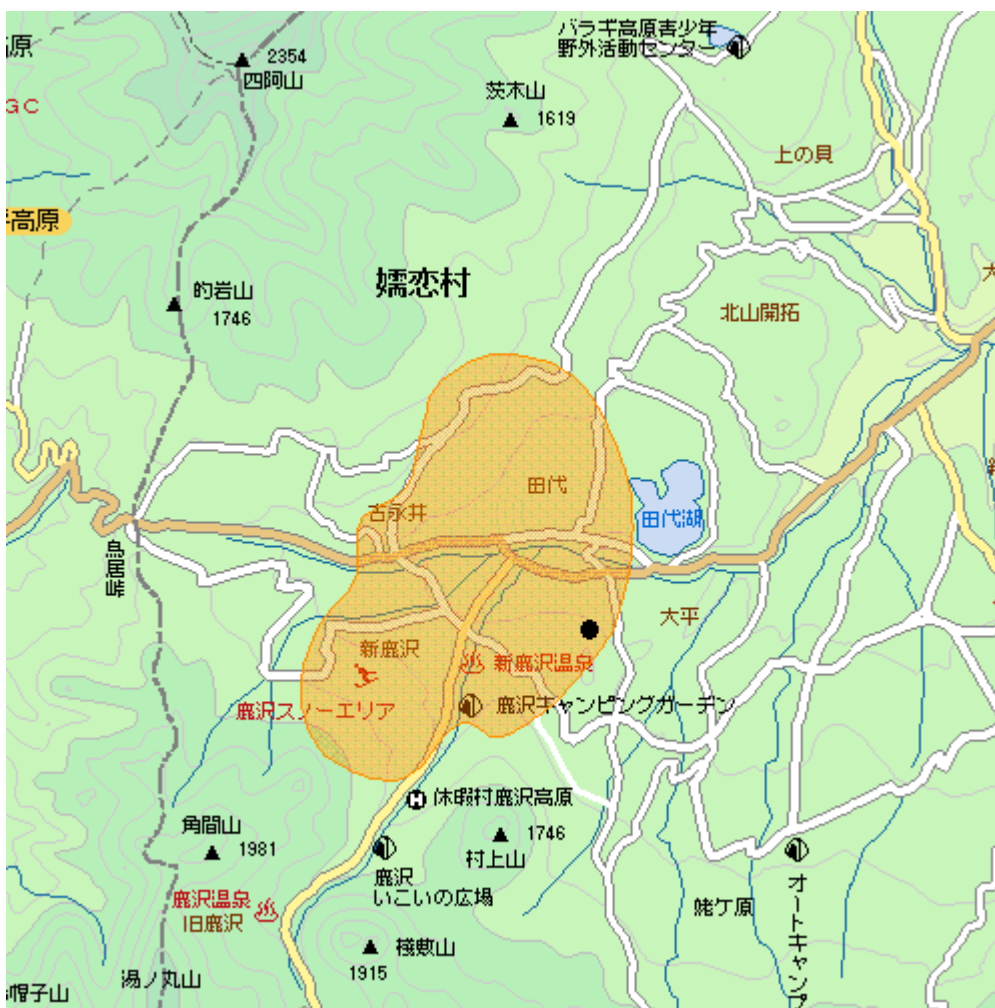 高原
2354
四阿山
バラギ高原青少年
野外活動センター
茨木山
1619
GC
上の貝
高原
的岩山
1746
嬬恋村
北山開拓
大
田代
古永井
田代湖
鳥居峠
大平
新鹿沢
新鹿沢温泉
鹿沢スノーエリア
鹿沢キャンピングガーデン
休暇村鹿沢高原
角間山
1981
1746
村上山
鹿沢
いこいの広場
鹿沢温泉
旧鹿沢
姥ケ原
オートキャンプ
桟敷山
1915
湯ノ丸山
帽子山